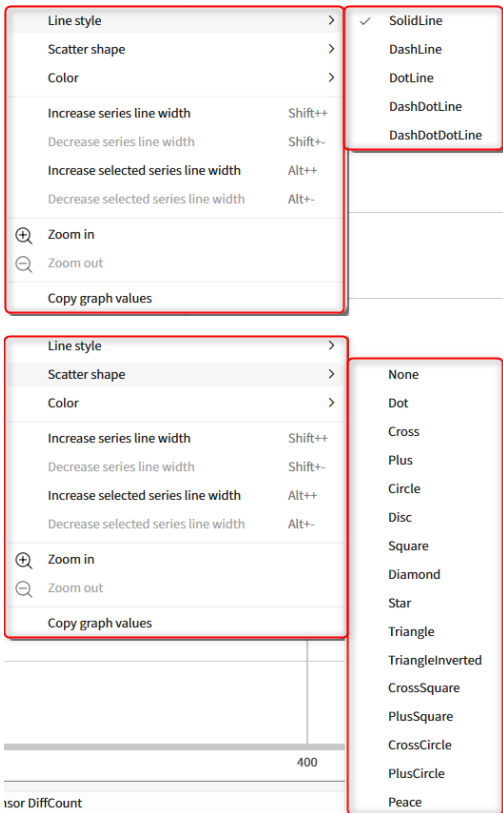 Line style >
SolidLine
Scatter shape >
DashLine
Color >
DotLine
DashDotLine
Increase series line width Shift++
DashDotDotLine
Decrease series line width Shift+-
Increase selected series line width Alt++
Decrease selected series line width Alt+-
Zoom in
Zoom out
Copy graph values
Line style >
Scatter shape >
None
Color >
Dot
Cross
Increase series line width Shift++
Plus
Decrease series line width Shift+-
Circle
Increase selected series line width Alt++
Disc
Decrease selected series line width Alt+-
Square
Zoom in
Diamond
Zoom out
Star
Copy graph values
Triangle
TriangleInverted
CrossSquare
PlusSquare
CrossCircle
400
PlusCircle
nsor DiffCount
Peace